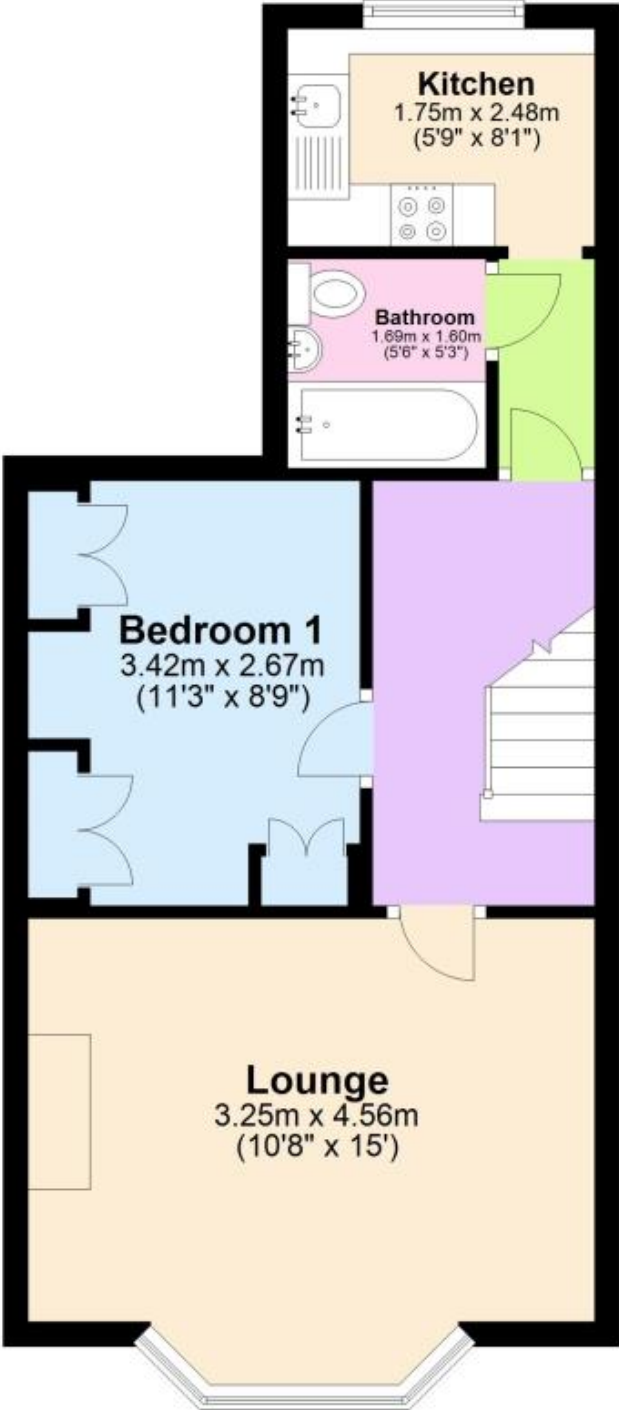 Kitchen
1.75m x 2.48m
(5'9" x 8'1")
Bathroom
1.69m x 1.60m
(5'6" x 5'3")
Bedroom 1
3.42m x 2.67m
(11'3" x 8'9")
Lounge
3.25m x 4.56m
(10'8" x 15')